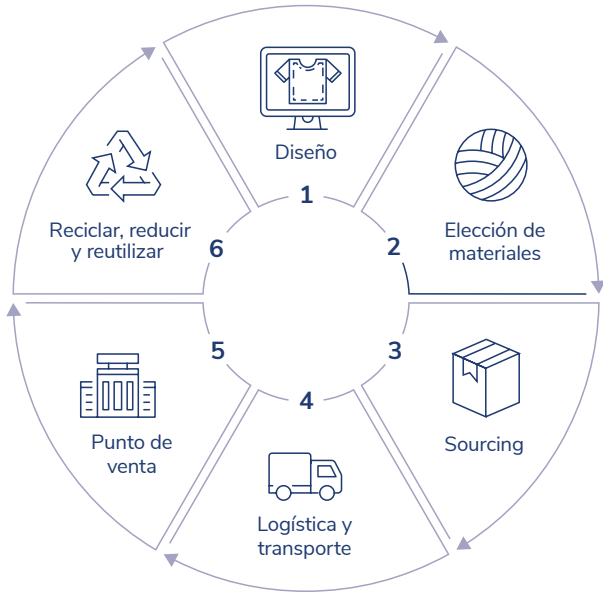 Diseño
1
Elección de
materiales
2
3
Sourcing
4
Logística y
transporte
5
Punto de
venta
Reciclar, reducir
y reutilizar
6